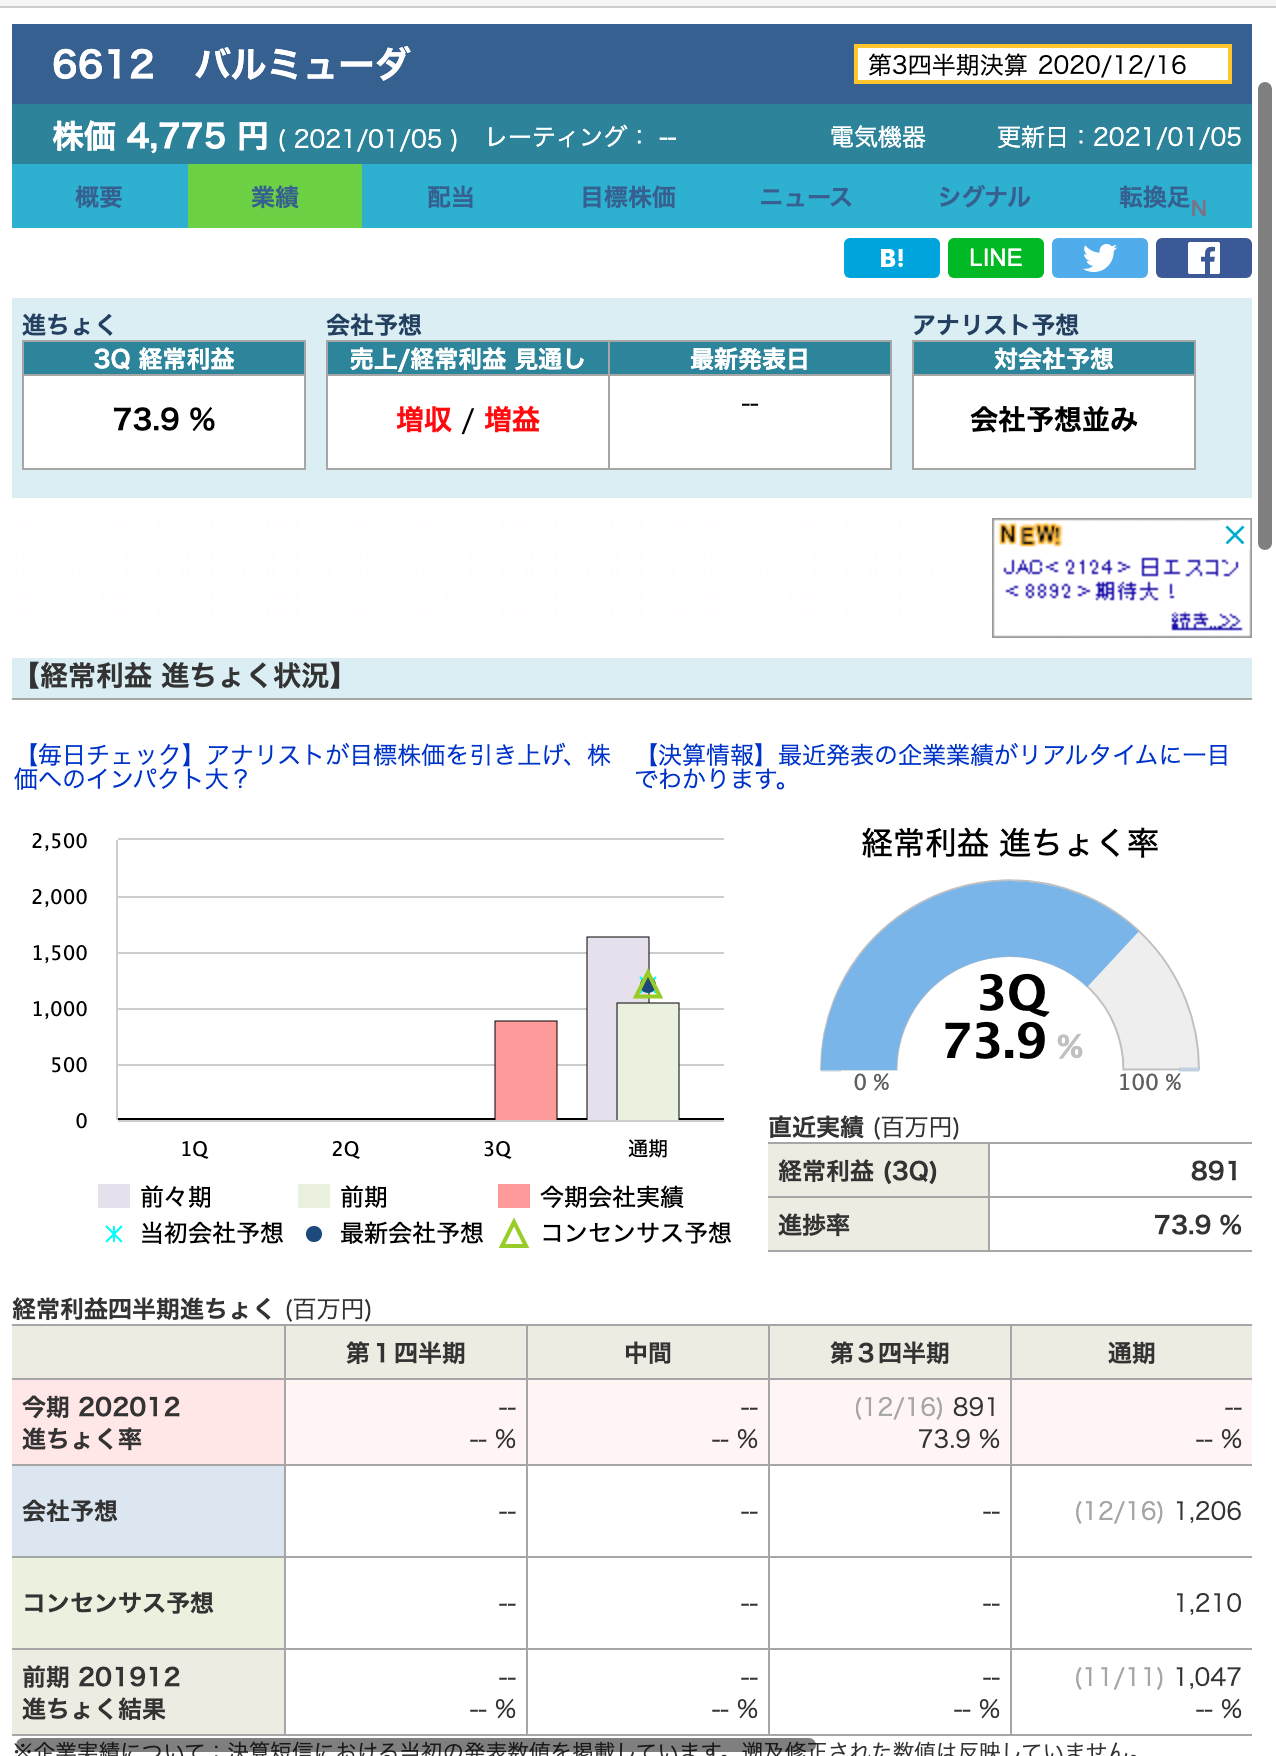 6612 バルミューダ
第3四半期決算 2020/12/16
株価 4,775 円 ( 2021/01/05 ) レーティング： -- 電気機器 更新日：2021/01/05
概要 業績 配当 目標株価 ニュース シグナル 転換足N
B! LINE
進ちょく 会社予想 アナリスト予想
3Q 経常利益 売上/経常利益 見通し 最新発表日 対会社予想
73.9 % 増収 / 増益 -- 会社予想並み
NEW!
JAC<2124> 日エスコン
<8892>期待大！
続き..>>
【経常利益 進ちょく状況】
【毎日チェック】アナリストが目標株価を引き上げ、株
価へのインパクト大？
【決算情報】最近発表の企業業績がリアルタイムに一目
でわかります。
2,500
2,000
1,500
1,000
500
0
1Q 2Q 3Q 通期
前々期 前期 今期会社実績
当初会社予想 最新会社予想 コンセンサス予想
経常利益 進ちょく率
3Q
73.9 %
0 % 100 %
直近実績 (百万円)
経常利益 (3Q) 891
進捗率 73.9 %
経常利益四半期進ちょく (百万円)
第１四半期 中間 第３四半期 通期
今期 202012 -- -- (12/16) 891 --
進ちょく率 -- % -- % 73.9 % -- %
会社予想 -- -- -- (12/16) 1,206
コンセンサス予想 -- -- -- 1,210
前期 201912 -- -- -- (11/11) 1,047
進ちょく結果 -- % -- % -- % -- %
※企業実績について：決算短信における当初の発表数値を掲載しています。遡及修正された数値は反映していません。